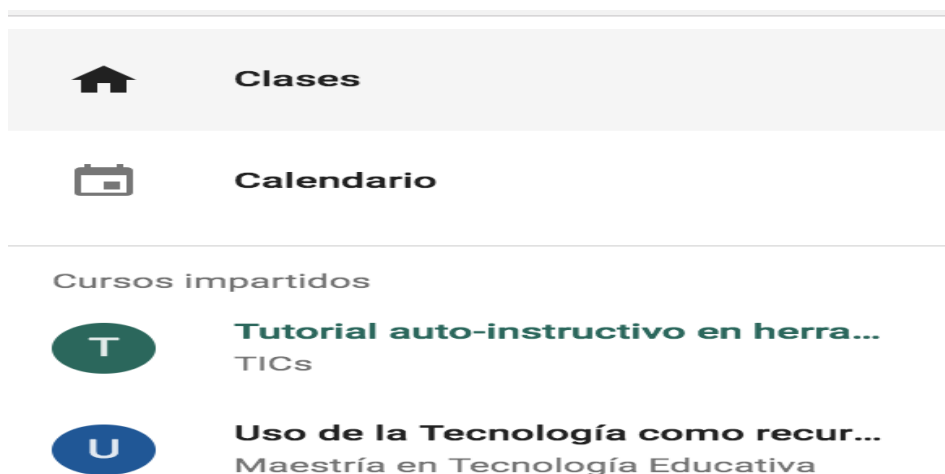 Clases
Calendario
Cursos impartidos
T
Tutorial auto-instructivo en herra...
TICs
U
Uso de la Tecnología como recur...
Maestría en Tecnología Educativa